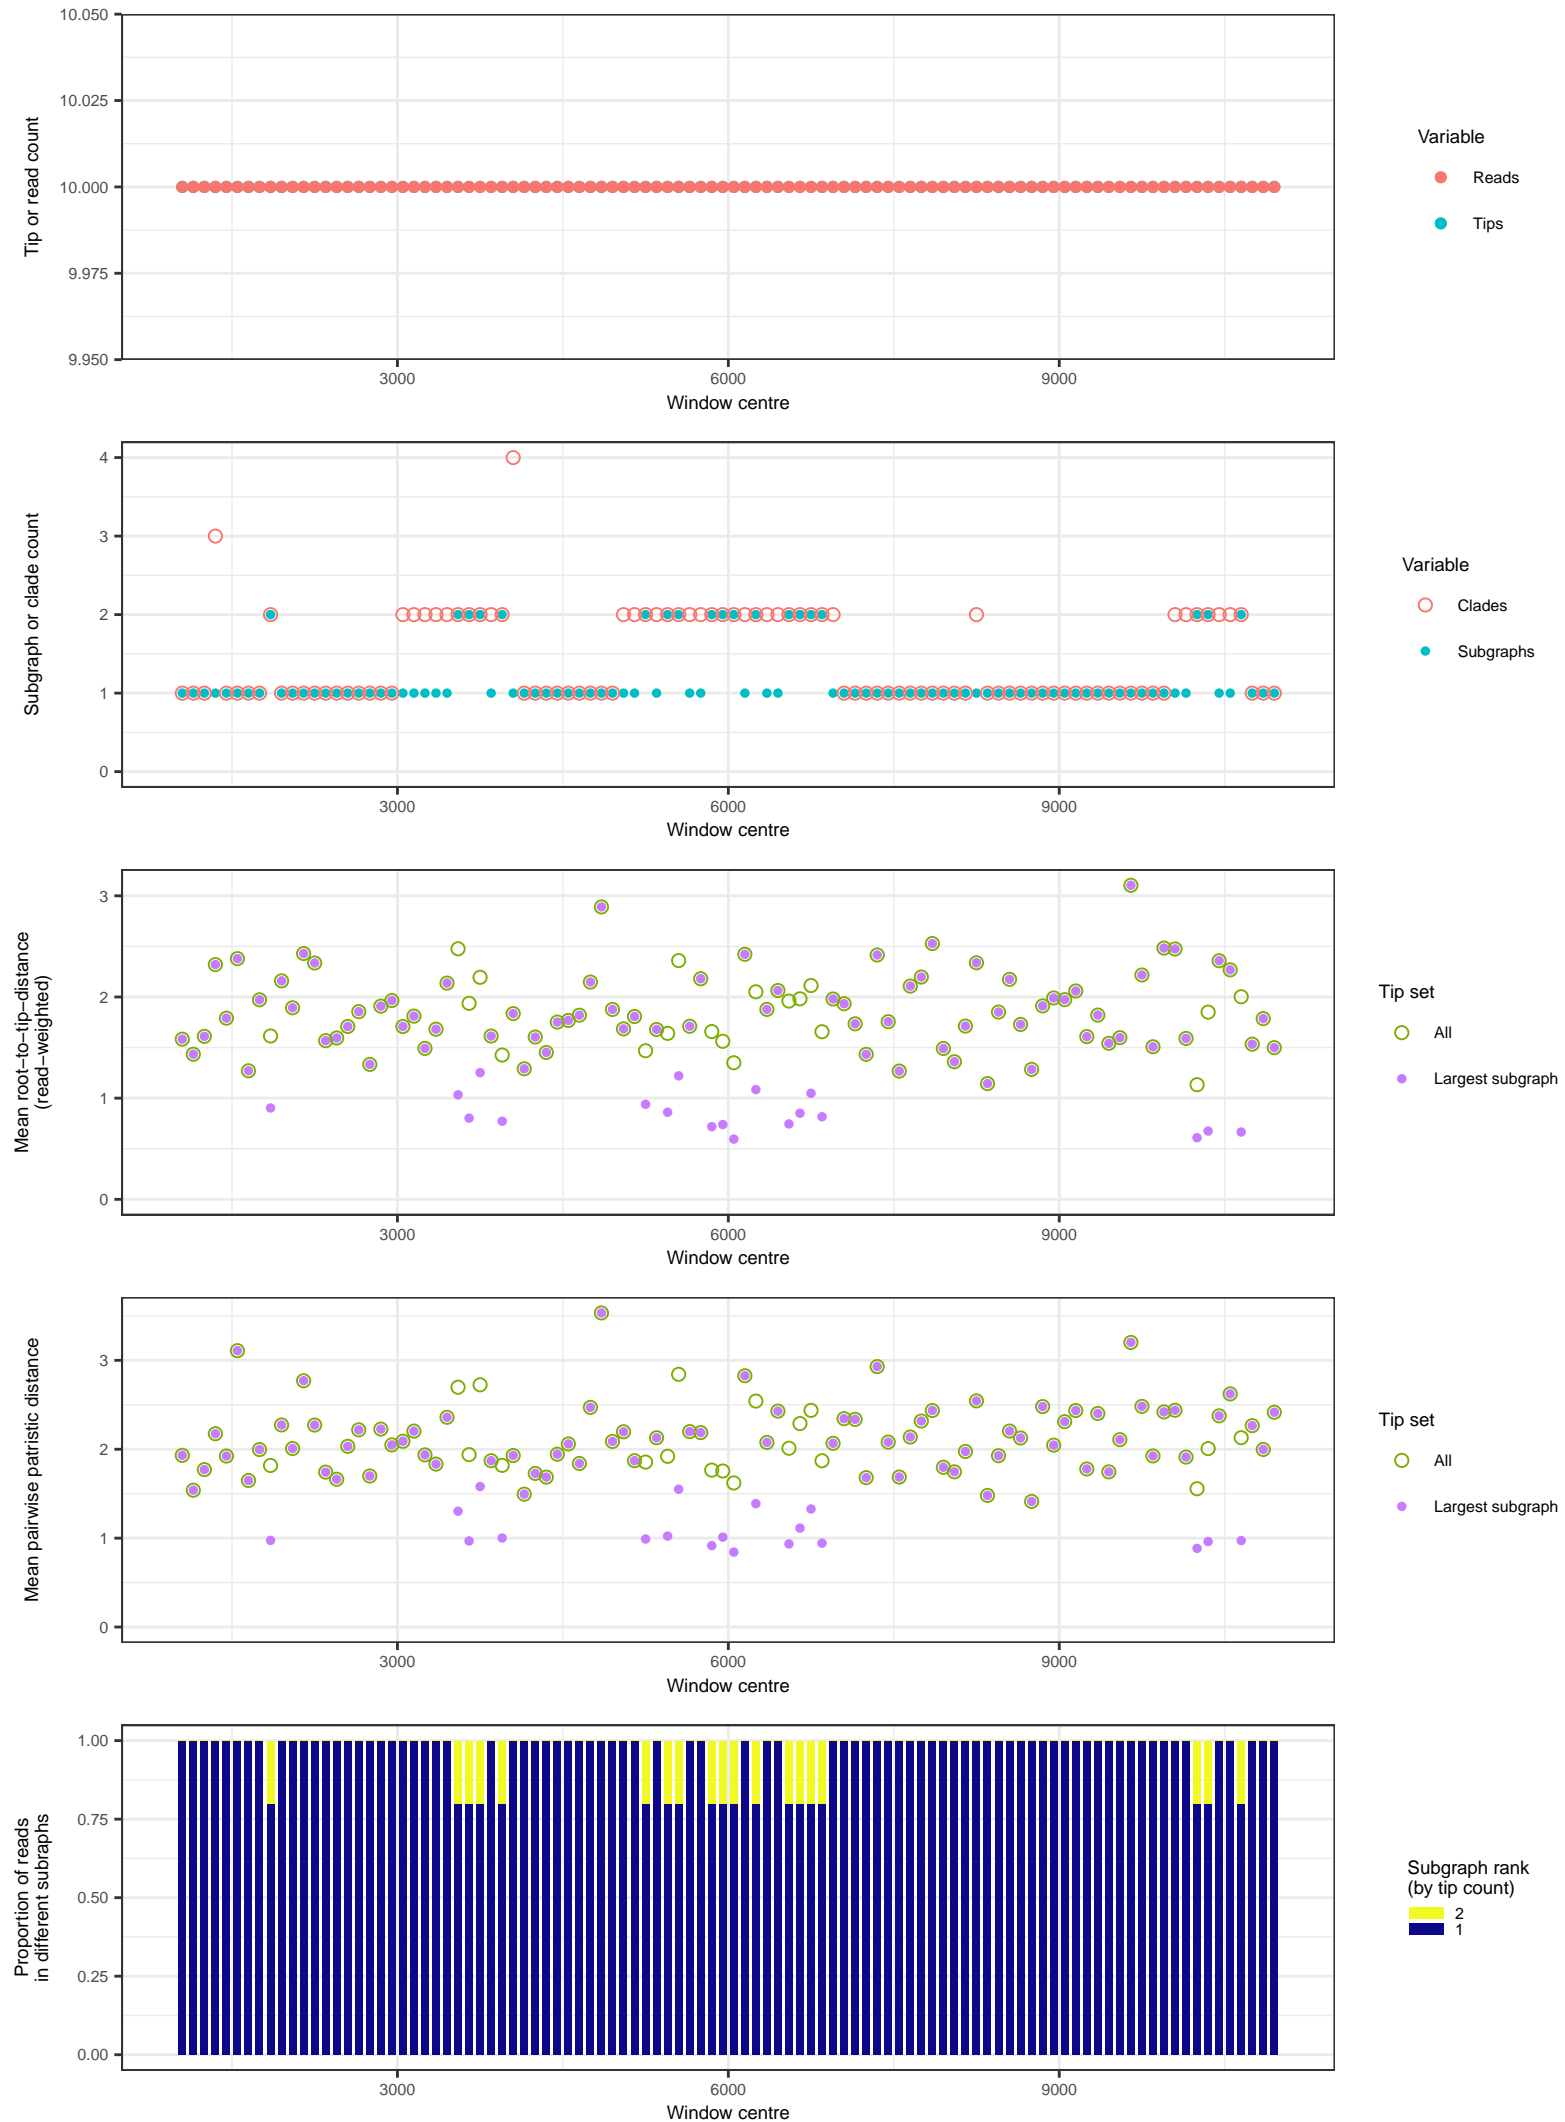 10.050
10.025
10.000
9.975
9.950
Tip or read count
3000
6000
9000
Window centre
Variable
Reads
Tips
4
3
2
1
0
Subgraph or clade count
3000
6000
9000
Window centre
Variable
Clades
Subgraphs
3
2
1
0
Mean root−to−tip−distance
(read−weighted)
3000
6000
9000
Window centre
Tip set
All
Largest subgraph
3
2
1
0
Mean pairwise patristic distance
3000
6000
9000
Window centre
Tip set
All
Largest subgraph
1.00
0.75
0.50
0.25
0.00
Proportion of reads
in different subraphs
3000
6000
9000
Window centre
Subgraph rank
(by tip count)
2
1